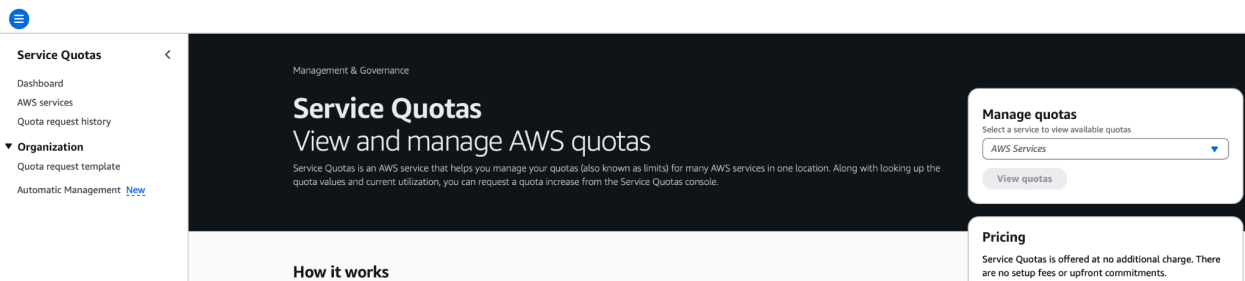 Service Quotas
Dashboard
AWS services
Quota request history
Organization
Quota request template
Automatic Management New
Management & Governance
Service Quotas
View and manage AWS quotas
Service Quotas is an AWS service that helps you manage your quotas (also known as limits) for many AWS services in one location. Along with looking up the
quota values and current utilization, you can request a quota increase from the Service Quotas console.
How it works
Manage quotas
Select a service to view available quotas
AWS Services
View quotas
Pricing
Service Quotas is offered at no additional charge. There
are no setup fees or upfront commitments.